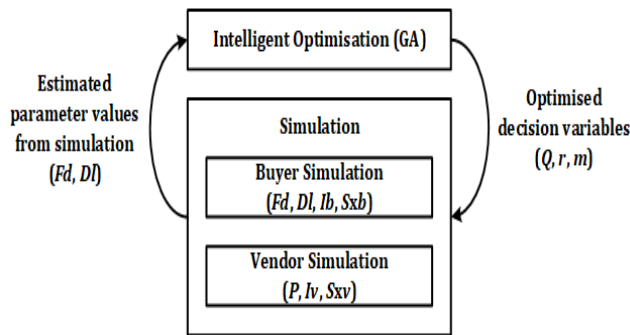 Intelligent Optimisation (GA)
Estimated
parameter values
from simulation
(Fd, Dl)
Optimised
decision variables
(Q, r, m)
Simulation
Buyer Simulation
(Fd, Dl, Ib, Sxb)
Vendor Simulation
(P, Iv, Sxv)